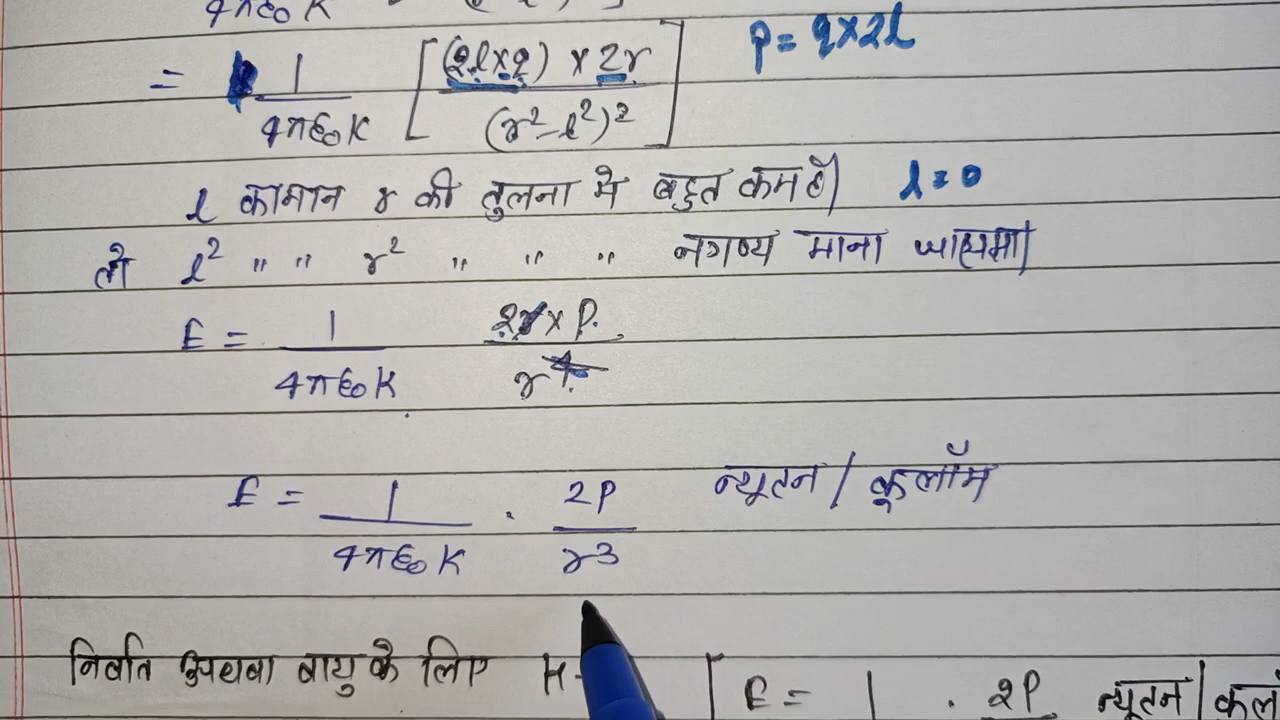 4πε₀K
= 1/4πε₀K [(2l×q) × 2r / (r²-l²)²] P = q×2l
l का मान r की तुलना मे बहुत कम है। l = 0
तो l² " " r² " " " नगण्य माना जायेगा।
E = 1/4πε₀K 2r × P / r⁴
E = 1/4πε₀K . 2P/r³ न्यूटन / कूलॉम
निर्वात अथवा वायु के लिए E = 1 . 2P न्यूटन / कूलॉ